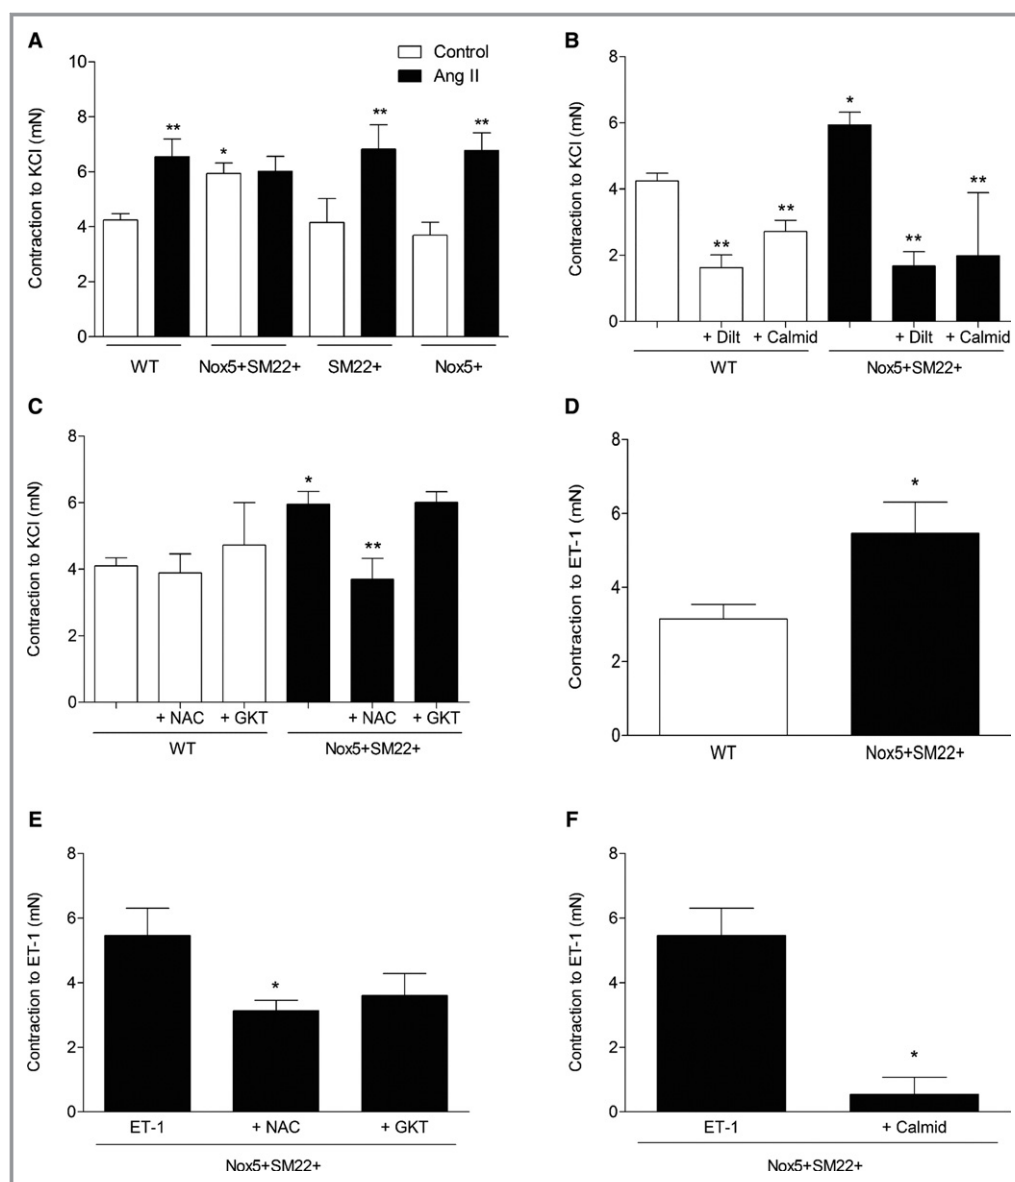 A
Control
Ang II
Contraction to KCl (mN)
10
8
6
4
2
0
**
*
**
**
WT
Nox5+SM22+
SM22+
Nox5+
B
Contraction to KCl (mN)
8
6
4
2
0
**
**
*
**
**
+ Dilt
+ Calmid
+ Dilt
+ Calmid
WT
Nox5+SM22+
C
Contraction to KCl (mN)
8
6
4
2
0
*
**
+ NAC
+ GKT
+ NAC
+ GKT
WT
Nox5+SM22+
D
Contraction to ET-1 (mN)
8
6
4
2
0
*
WT
Nox5+SM22+
E
Contraction to ET-1 (mN)
8
6
4
2
0
*
ET-1
+ NAC
+ GKT
Nox5+SM22+
F
Contraction to ET-1 (mN)
8
6
4
2
0
*
ET-1
+ Calmid
Nox5+SM22+